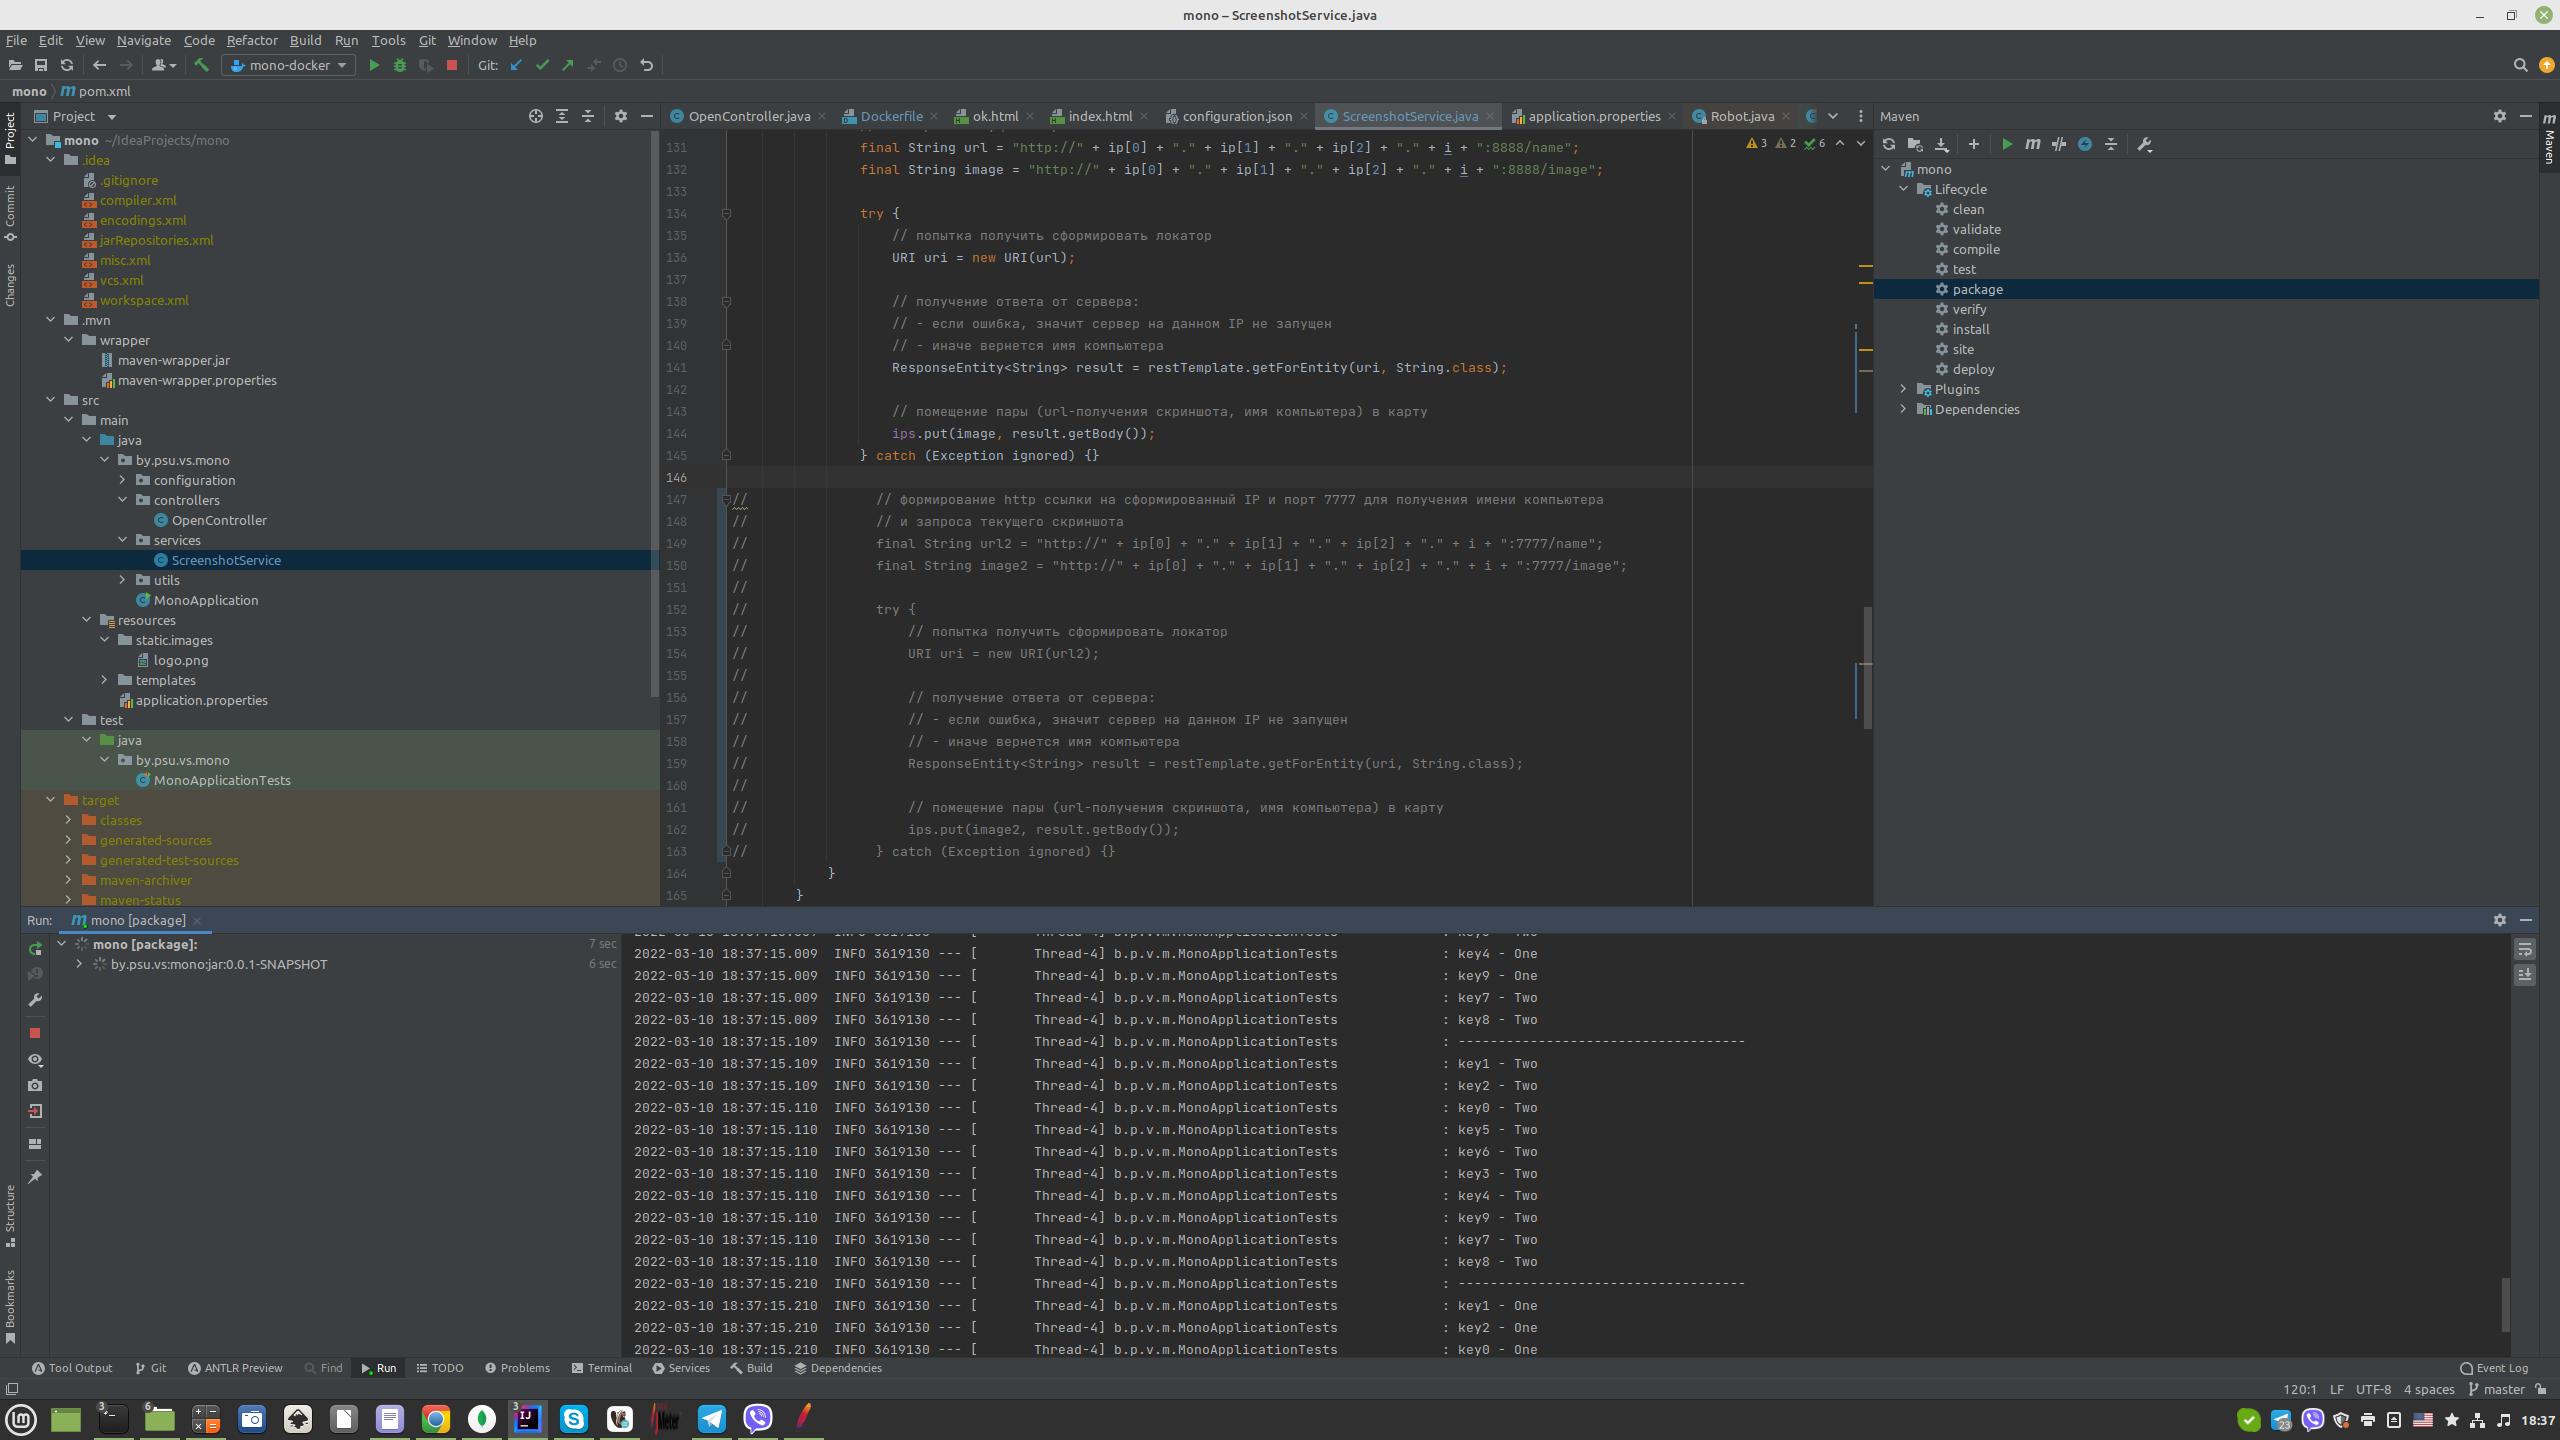 mono – ScreenshotService.java
File Edit View Navigate Code Refactor Build Run Tools Git Window Help
mono-docker Git:
mono pom.xml
Project
OpenController.java Dockerfile ok.html index.html configuration.json ScreenshotService.java application.properties Robot.java
Maven
mono ~/IdeaProjects/mono
.idea
.gitignore
compiler.xml
encodings.xml
jarRepositories.xml
misc.xml
vcs.xml
workspace.xml
.mvn
wrapper
maven-wrapper.jar
maven-wrapper.properties
src
main
java
by.psu.vs.mono
configuration
controllers
OpenController
services
ScreenshotService
utils
MonoApplication
resources
static.images
logo.png
templates
application.properties
test
java
by.psu.vs.mono
MonoApplicationTests
target
classes
generated-sources
generated-test-sources
maven-archiver
maven-status
Project
Commit
Changes
Structure
Bookmarks
3 2 6
131 final String url = "http://" + ip[0] + "." + ip[1] + "." + ip[2] + "." + i + ":8888/name";
132 final String image = "http://" + ip[0] + "." + ip[1] + "." + ip[2] + "." + i + ":8888/image";
133
134 try {
135 // попытка получить сформировать локатор
136 URI uri = new URI(url);
137
138 // получение ответа от сервера:
139 // - если ошибка, значит сервер на данном IP не запущен
140 // - иначе вернется имя компьютера
141 ResponseEntity<String> result = restTemplate.getForEntity(uri, String.class);
142
143 // помещение пары (url-получения скриншота, имя компьютера) в карту
144 ips.put(image, result.getBody());
145 } catch (Exception ignored) {}
146
147 // // формирование http ссылки на сформированный IP и порт 7777 для получения имени компьютера
148 // // и запроса текущего скриншота
149 // final String url2 = "http://" + ip[0] + "." + ip[1] + "." + ip[2] + "." + i + ":7777/name";
150 // final String image2 = "http://" + ip[0] + "." + ip[1] + "." + ip[2] + "." + i + ":7777/image";
151 //
152 // try {
153 // // попытка получить сформировать локатор
154 // URI uri = new URI(url2);
155 //
156 // // получение ответа от сервера:
157 // // - если ошибка, значит сервер на данном IP не запущен
158 // // - иначе вернется имя компьютера
159 // ResponseEntity<String> result = restTemplate.getForEntity(uri, String.class);
160 //
161 // // помещение пары (url-получения скриншота, имя компьютера) в карту
162 // ips.put(image2, result.getBody());
163 // } catch (Exception ignored) {}
164 }
165 }
mono
Lifecycle
clean
validate
compile
test
package
verify
install
site
deploy
Plugins
Dependencies
Maven
Run: mono [package]
mono [package]: 7 sec
by.psu.vs:mono:jar:0.0.1-SNAPSHOT 6 sec
2022-03-10 18:37:15.009 INFO 3619130 --- [ Thread-4] b.p.v.m.MonoApplicationTests : key4 - One
2022-03-10 18:37:15.009 INFO 3619130 --- [ Thread-4] b.p.v.m.MonoApplicationTests : key9 - One
2022-03-10 18:37:15.009 INFO 3619130 --- [ Thread-4] b.p.v.m.MonoApplicationTests : key7 - Two
2022-03-10 18:37:15.009 INFO 3619130 --- [ Thread-4] b.p.v.m.MonoApplicationTests : key8 - Two
2022-03-10 18:37:15.109 INFO 3619130 --- [ Thread-4] b.p.v.m.MonoApplicationTests : ------------------------------------
2022-03-10 18:37:15.109 INFO 3619130 --- [ Thread-4] b.p.v.m.MonoApplicationTests : key1 - Two
2022-03-10 18:37:15.109 INFO 3619130 --- [ Thread-4] b.p.v.m.MonoApplicationTests : key2 - Two
2022-03-10 18:37:15.110 INFO 3619130 --- [ Thread-4] b.p.v.m.MonoApplicationTests : key0 - Two
2022-03-10 18:37:15.110 INFO 3619130 --- [ Thread-4] b.p.v.m.MonoApplicationTests : key5 - Two
2022-03-10 18:37:15.110 INFO 3619130 --- [ Thread-4] b.p.v.m.MonoApplicationTests : key6 - Two
2022-03-10 18:37:15.110 INFO 3619130 --- [ Thread-4] b.p.v.m.MonoApplicationTests : key3 - Two
2022-03-10 18:37:15.110 INFO 3619130 --- [ Thread-4] b.p.v.m.MonoApplicationTests : key4 - Two
2022-03-10 18:37:15.110 INFO 3619130 --- [ Thread-4] b.p.v.m.MonoApplicationTests : key9 - Two
2022-03-10 18:37:15.110 INFO 3619130 --- [ Thread-4] b.p.v.m.MonoApplicationTests : key7 - Two
2022-03-10 18:37:15.110 INFO 3619130 --- [ Thread-4] b.p.v.m.MonoApplicationTests : key8 - Two
2022-03-10 18:37:15.210 INFO 3619130 --- [ Thread-4] b.p.v.m.MonoApplicationTests : ------------------------------------
2022-03-10 18:37:15.210 INFO 3619130 --- [ Thread-4] b.p.v.m.MonoApplicationTests : key1 - One
2022-03-10 18:37:15.210 INFO 3619130 --- [ Thread-4] b.p.v.m.MonoApplicationTests : key2 - One
2022-03-10 18:37:15.210 INFO 3619130 --- [ Thread-4] b.p.v.m.MonoApplicationTests : key0 - One
Tool Output Git ANTLR Preview Find Run TODO Problems Terminal Services Build Dependencies Event Log
120:1 LF UTF-8 4 spaces master
3 6 3 IJ Meter 23 18:37